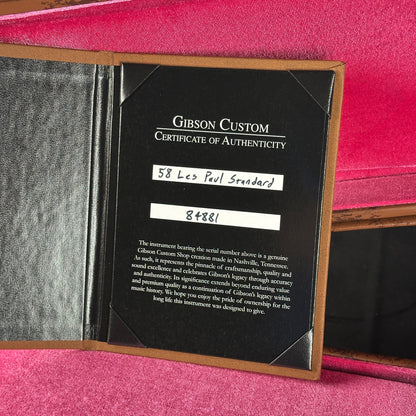 GIBSON CUSTOM
CERTIFICATE OF AUTHENTICITY
58 Les Paul Standard
84881
The instrument bearing the serial number above is a genuine
Gibson Custom Shop creation made in Nashville, Tennessee.
As such, it represents the pinnacle of craftsmanship, quality and
sound excellence and celebrates Gibson's legacy through accuracy
and authenticity. Its significance extends beyond enduring value
and premium quality as a continuation of Gibson's legacy within
music history. We hope you enjoy the pride of ownership for the
long life this instrument was designed to give.